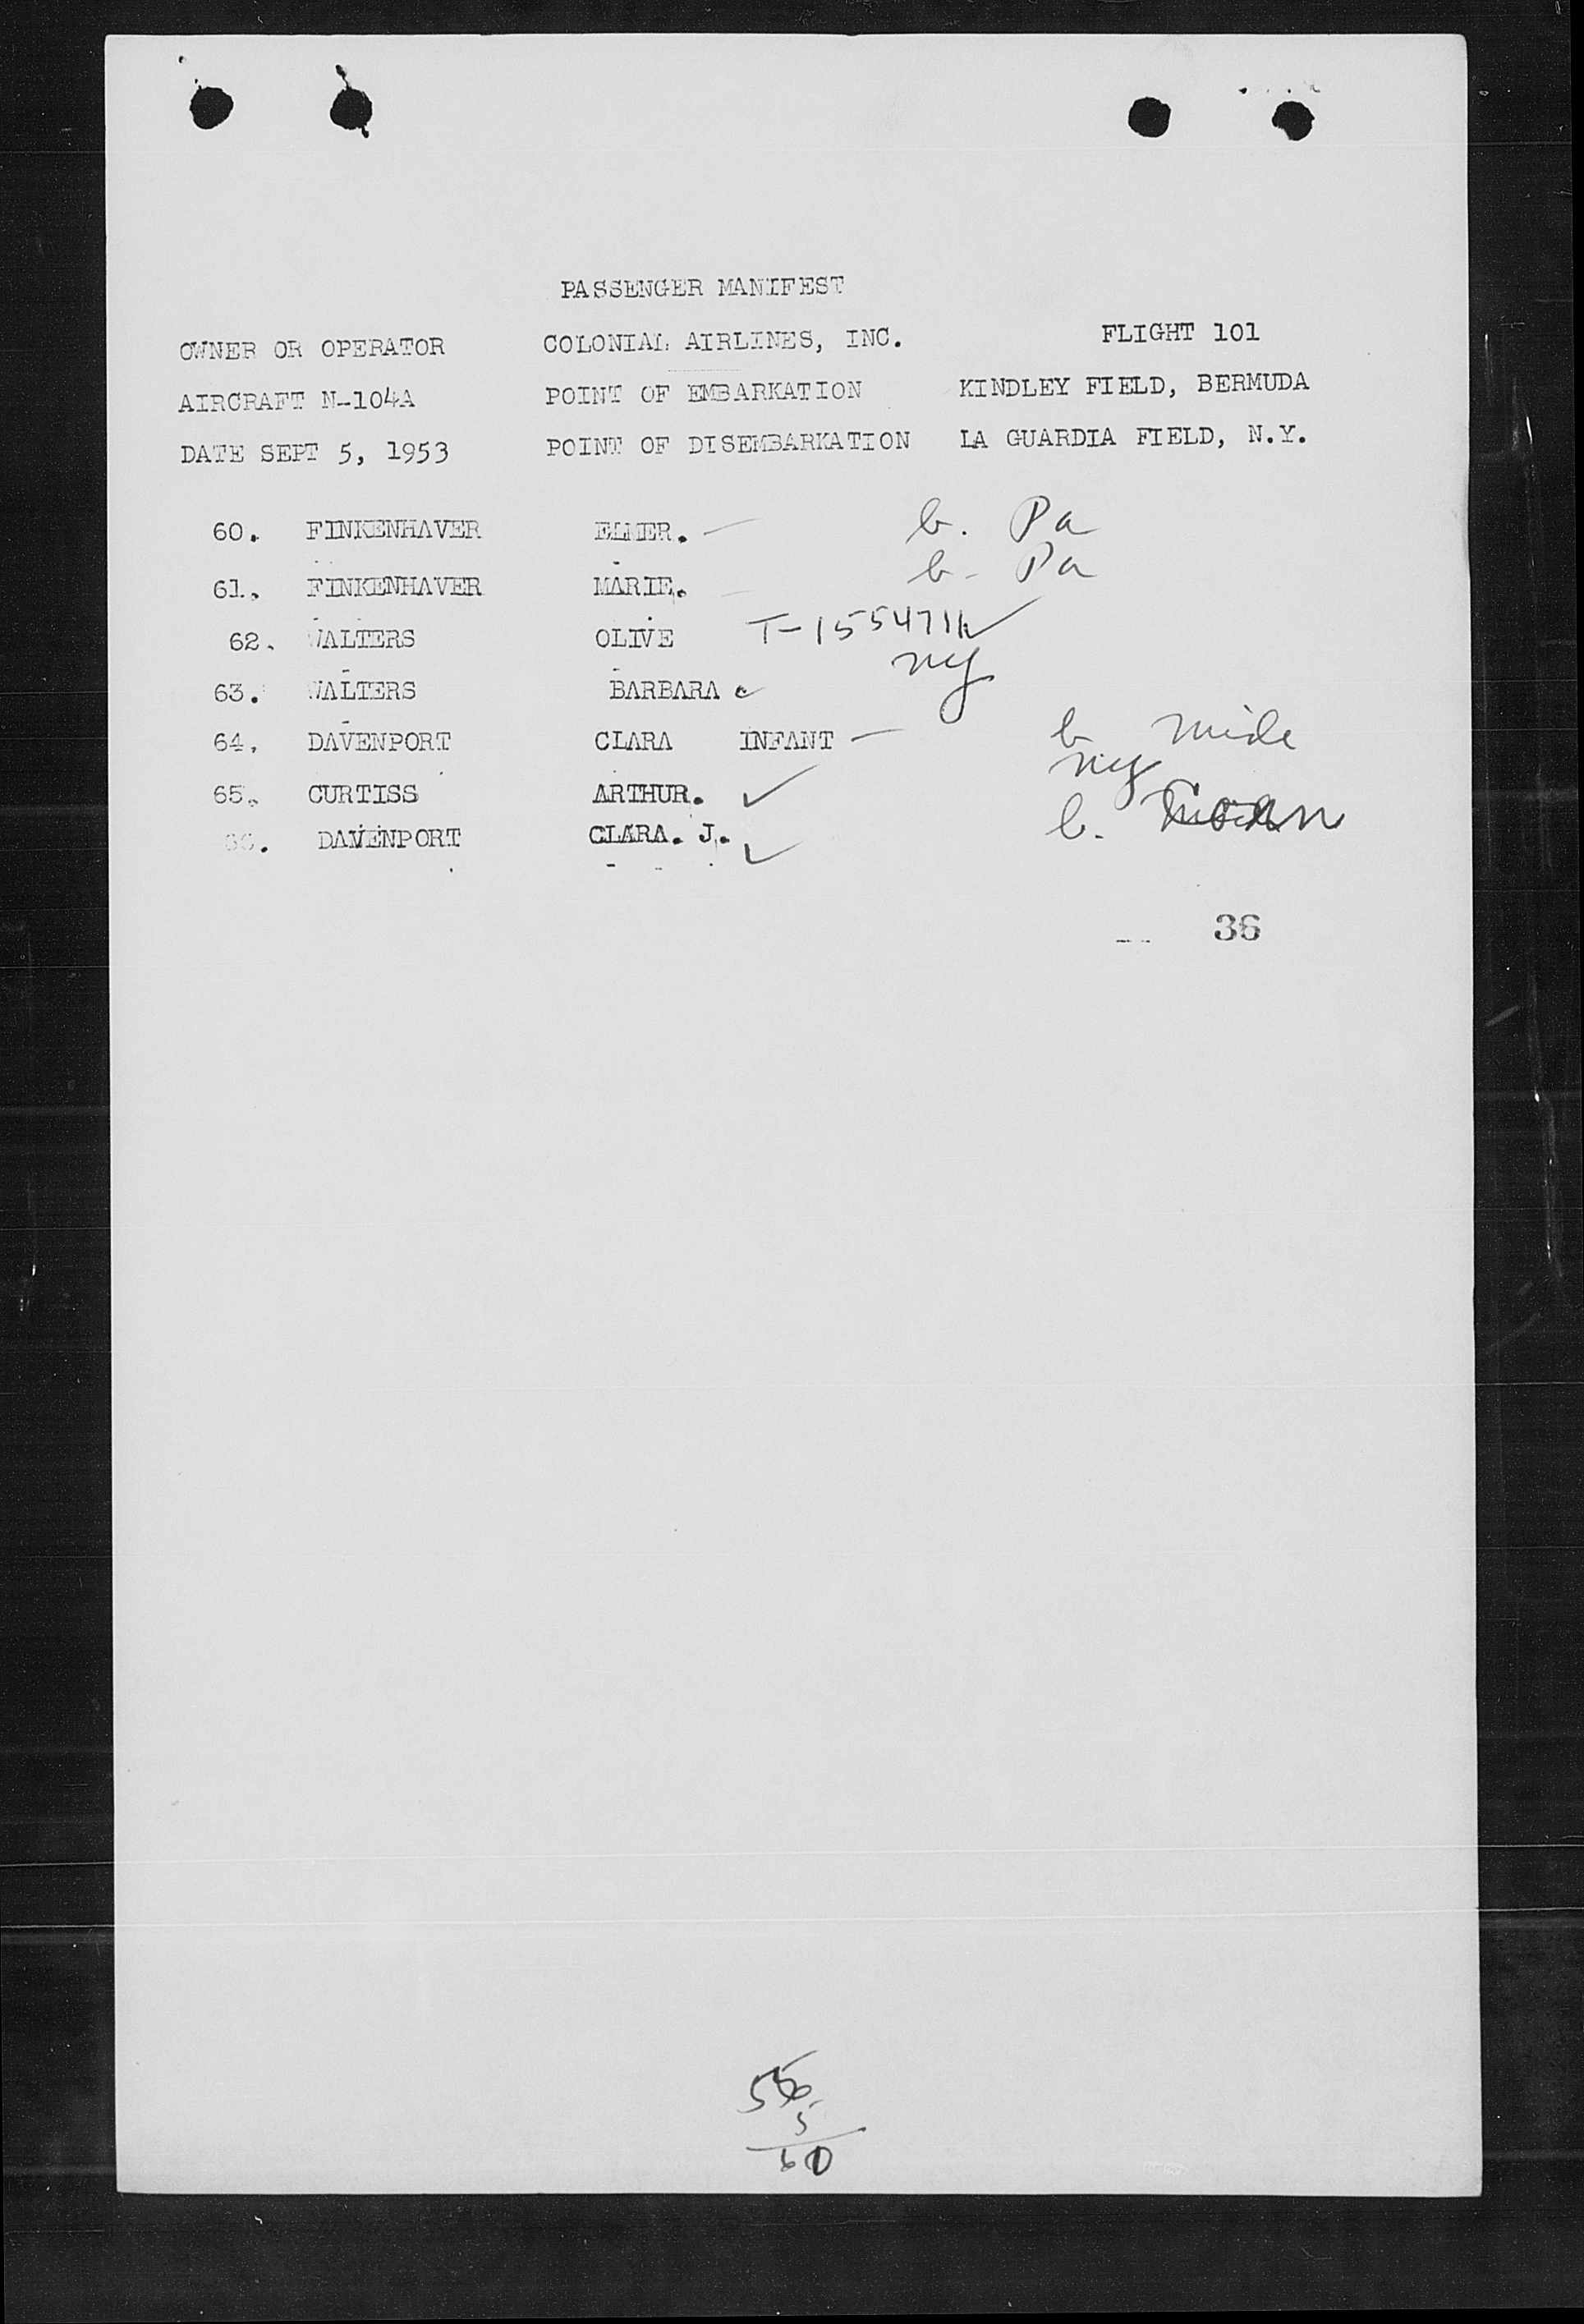 PASSENGER MANIFEST
OWNER OR OPERATOR COLONIAL AIRLINES, INC. FLIGHT 101
AIRCRAFT N-104A POINT OF EMBARKATION KINDLEY FIELD, BERMUDA
DATE SEPT 5, 1953 POINT OF DISEMBARKATION LA GUARDIA FIELD, N.Y.
60. FINKENHAVER ELMER. — b. Pa
61. FINKENHAVER MARIE. b. Pa
62. WALTERS OLIVE T-155471
63. WALTERS BARBARA ny
64. DAVENPORT CLARA INFANT — b
65. CURTISS ARTHUR. ✓ ny
66. DAVENPORT CLARA. J. ✓ b.
36
5
60